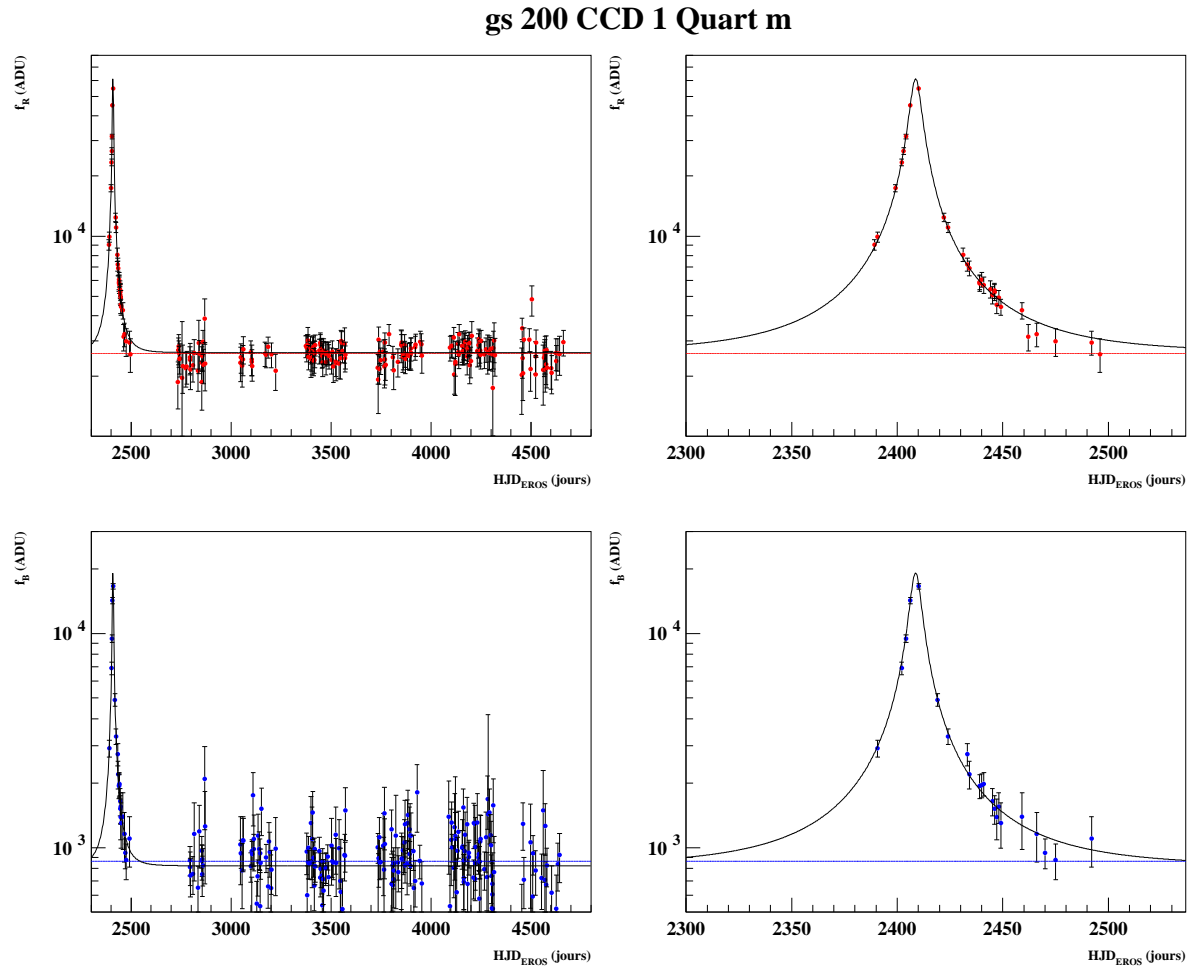 gs 200 CCD 1 Quart m
f_R (ADU)
10^4
2500 3000 3500 4000 4500
HJD_EROS (jours)
f_R (ADU)
10^4
2300 2350 2400 2450 2500
HJD_EROS (jours)
f_B (ADU)
10^4
10^3
2500 3000 3500 4000 4500
HJD_EROS (jours)
f_B (ADU)
10^4
10^3
2300 2350 2400 2450 2500
HJD_EROS (jours)